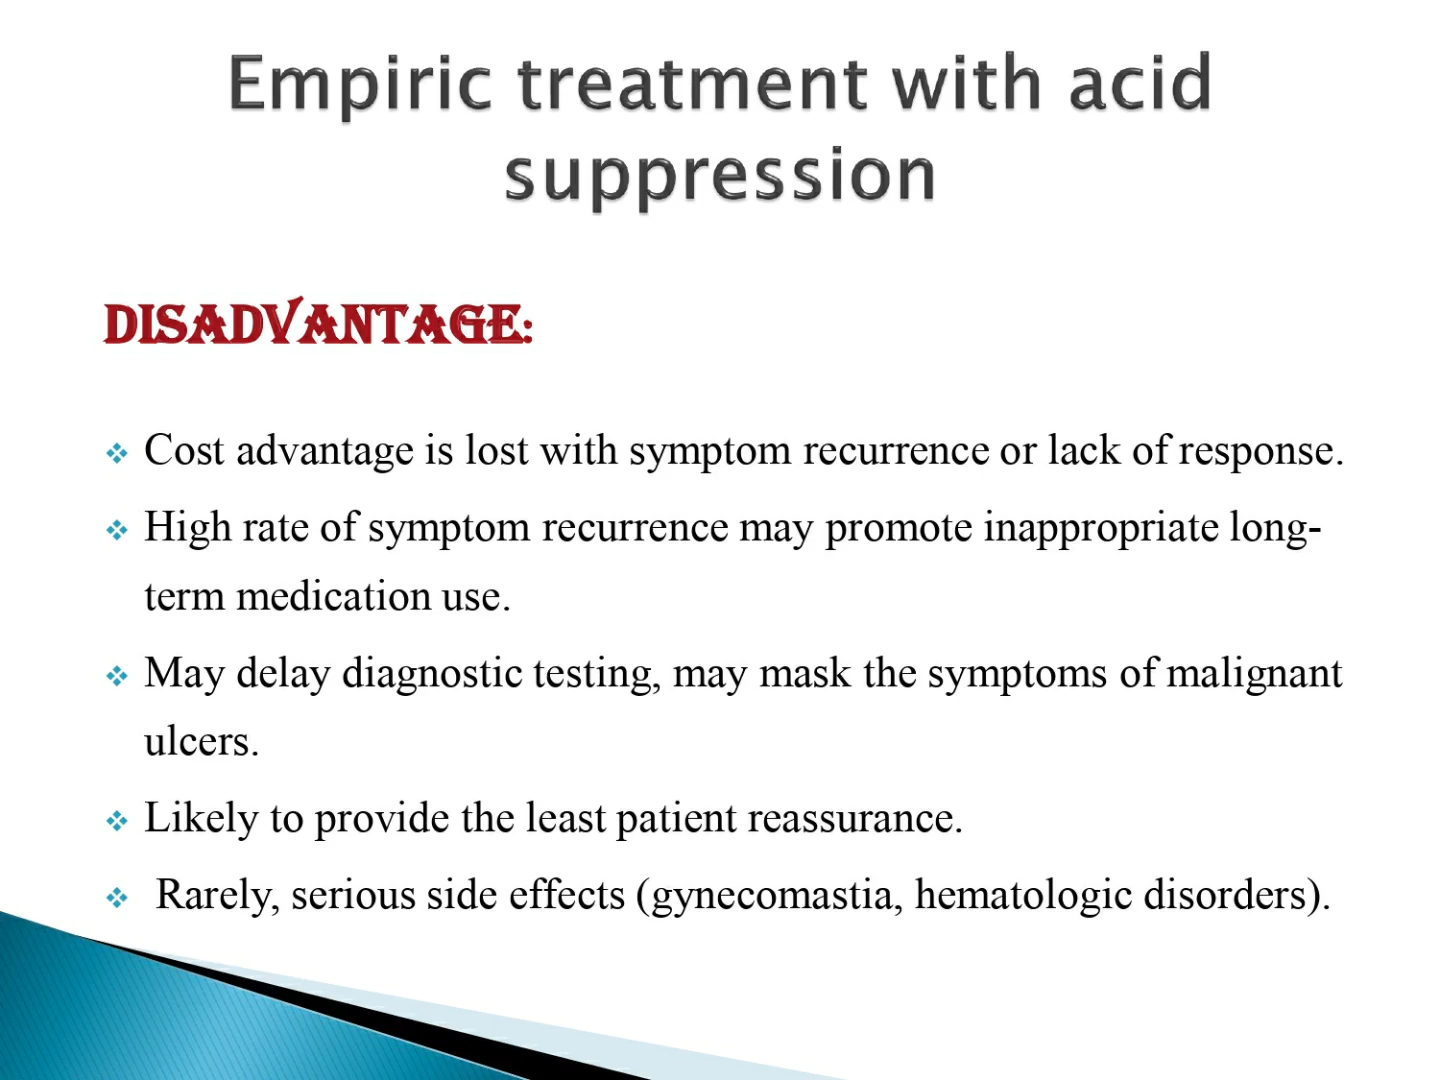 Empiric treatment with acid
suppression
DISADVANTAGE:
Cost advantage is lost with symptom recurrence or lack of response.
High rate of symptom recurrence may promote inappropriate long-
term medication use.
May delay diagnostic testing, may mask the symptoms of malignant
ulcers.
Likely to provide the least patient reassurance.
Rarely, serious side effects (gynecomastia, hematologic disorders).